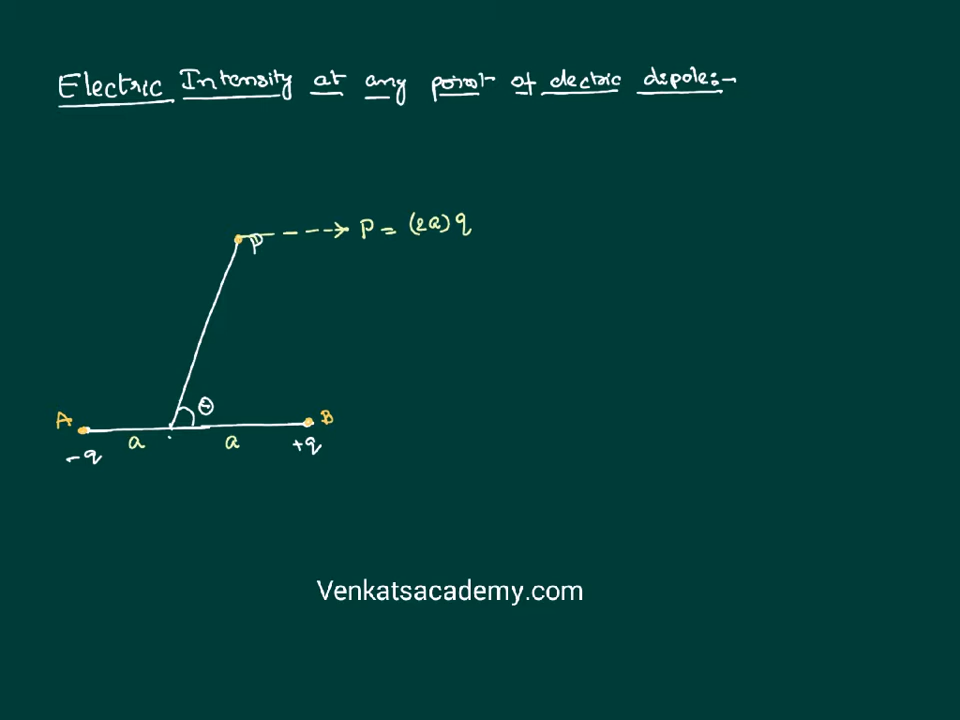 Electric Intensity at any point of electric dipole:-
P
P = (2a) q
θ
A
B
a
a
-q
+q
Venkatsacademy.com